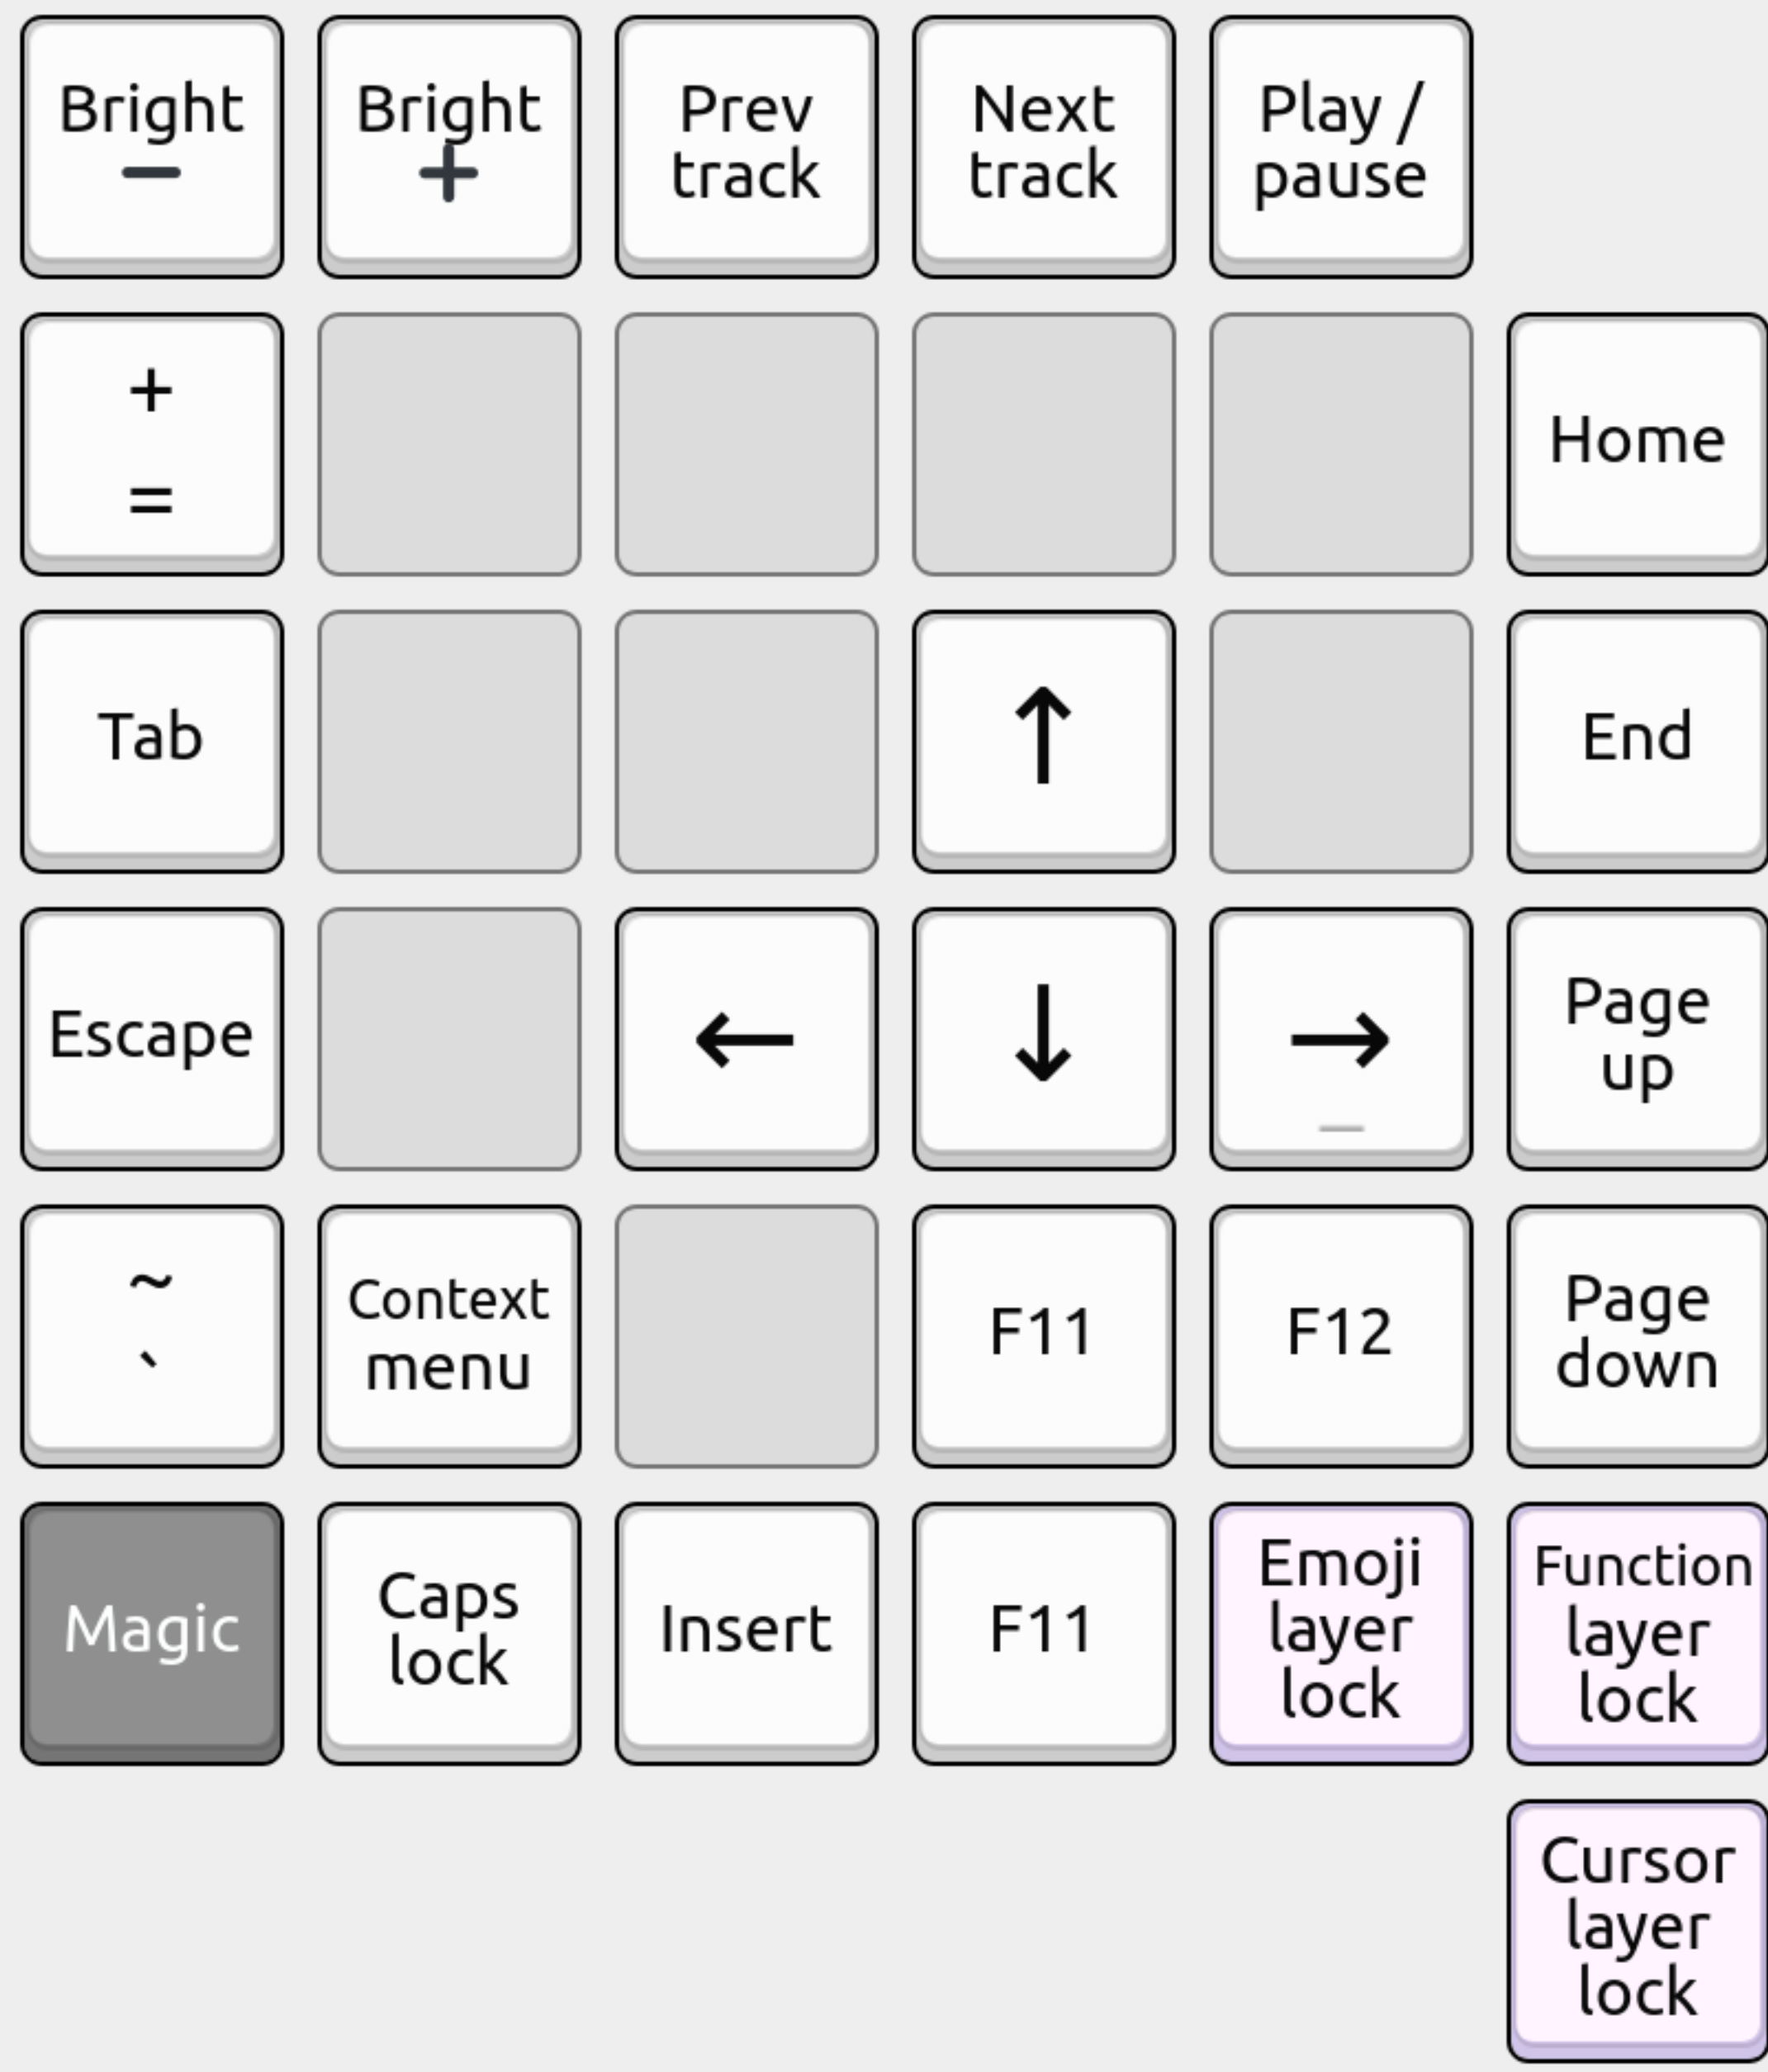 Bright
−
Bright
+
Prev
track
Next
track
Play /
pause
+
=
Home
Tab
↑
End
Escape
←
↓
→
_
Page
up
~
`
Context
menu
F11
F12
Page
down
Magic
Caps
lock
Insert
F11
Emoji
layer
lock
Function
layer
lock
Cursor
layer
lock